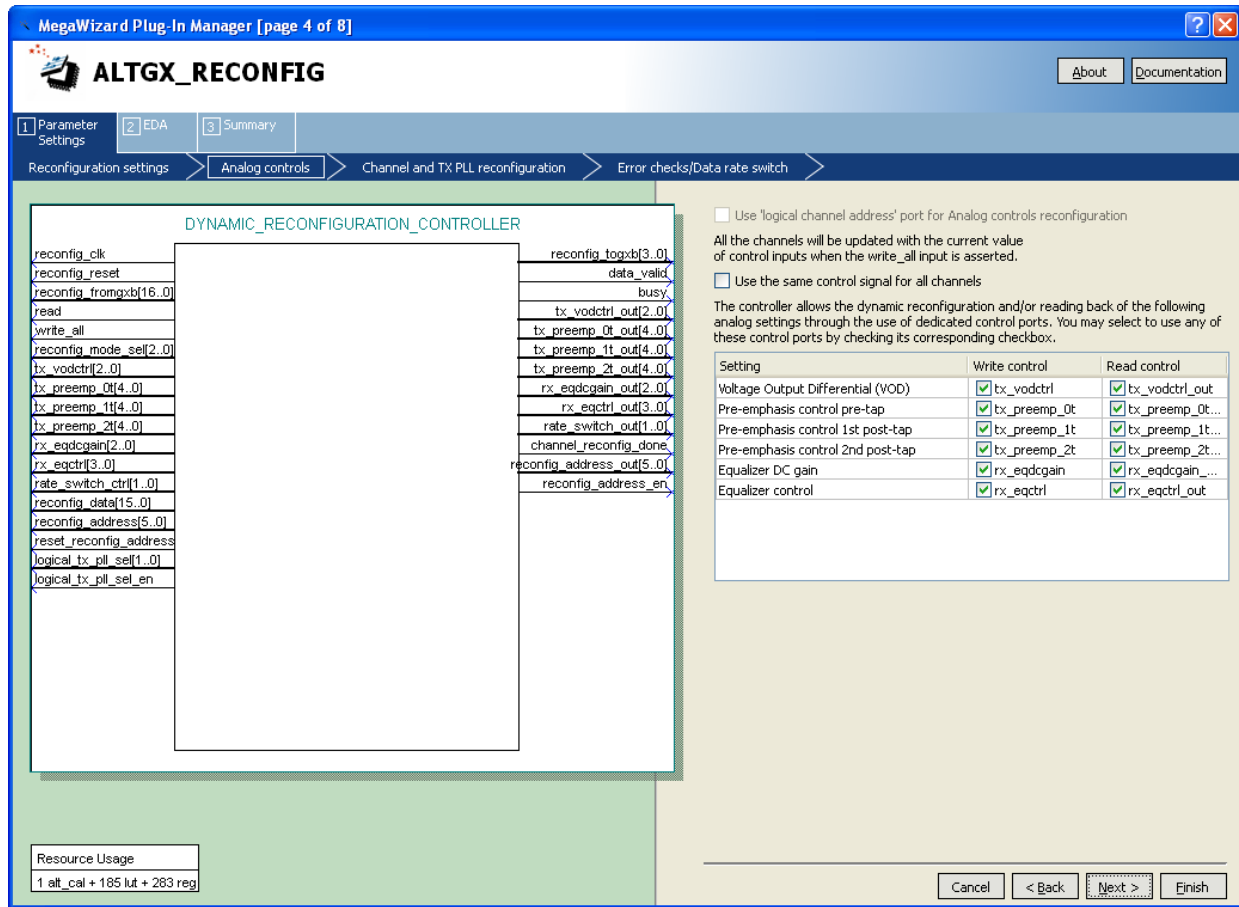 MegaWizard Plug-In Manager [page 4 of 8]
ALTGX_RECONFIG
About
Documentation
1 Parameter Settings
2 EDA
3 Summary
Reconfiguration settings
Analog controls
Channel and TX PLL reconfiguration
Error checks/Data rate switch
DYNAMIC_RECONFIGURATION_CONTROLLER
reconfig_clk
reconfig_reset
reconfig_fromgxb[16..0]
read
write_all
reconfig_mode_sel[2..0]
tx_vodctrl[2..0]
tx_preemp_0t[4..0]
tx_preemp_1t[4..0]
tx_preemp_2t[4..0]
rx_eqdcgain[2..0]
rx_eqctrl[3..0]
rate_switch_ctrl[1..0]
reconfig_data[15..0]
reconfig_address[5..0]
reset_reconfig_address
logical_tx_pll_sel[1..0]
logical_tx_pll_sel_en
reconfig_togxb[3..0]
data_valid
busy
tx_vodctrl_out[2..0]
tx_preemp_0t_out[4..0]
tx_preemp_1t_out[4..0]
tx_preemp_2t_out[4..0]
rx_eqdcgain_out[2..0]
rx_eqctrl_out[3..0]
rate_switch_out[1..0]
channel_reconfig_done
reconfig_address_out[5..0]
reconfig_address_en
Resource Usage
1 alt_cal + 185 lut + 283 reg
Use 'logical channel address' port for Analog controls reconfiguration
All the channels will be updated with the current value
of control inputs when the write_all input is asserted.
Use the same control signal for all channels
The controller allows the dynamic reconfiguration and/or reading back of the following
analog settings through the use of dedicated control ports. You may select to use any of
these control ports by checking its corresponding checkbox.
Setting Write control Read control
Voltage Output Differential (VOD) tx_vodctrl tx_vodctrl_out
Pre-emphasis control pre-tap tx_preemp_0t tx_preemp_0t...
Pre-emphasis control 1st post-tap tx_preemp_1t tx_preemp_1t...
Pre-emphasis control 2nd post-tap tx_preemp_2t tx_preemp_2t...
Equalizer DC gain rx_eqdcgain rx_eqdcgain_...
Equalizer control rx_eqctrl rx_eqctrl_out
Cancel
< Back
Next >
Finish